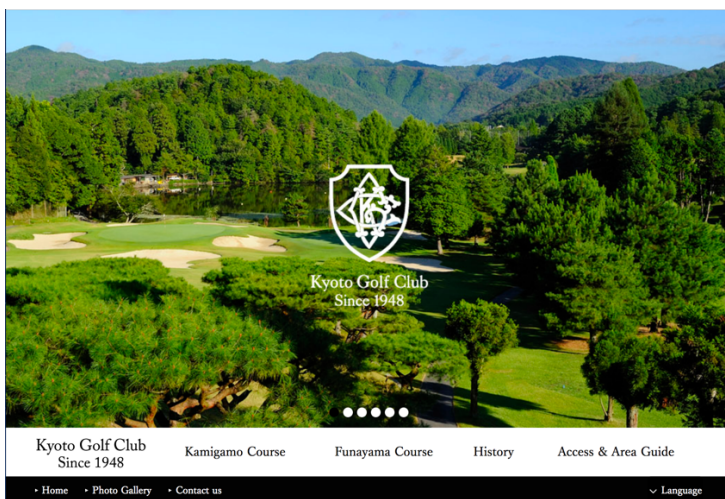 Kyoto Golf Club
Since 1948
Kyoto Golf Club
Since 1948
Kamigamo Course
Funayama Course
History
Access & Area Guide
Home
Photo Gallery
Contact us
Language